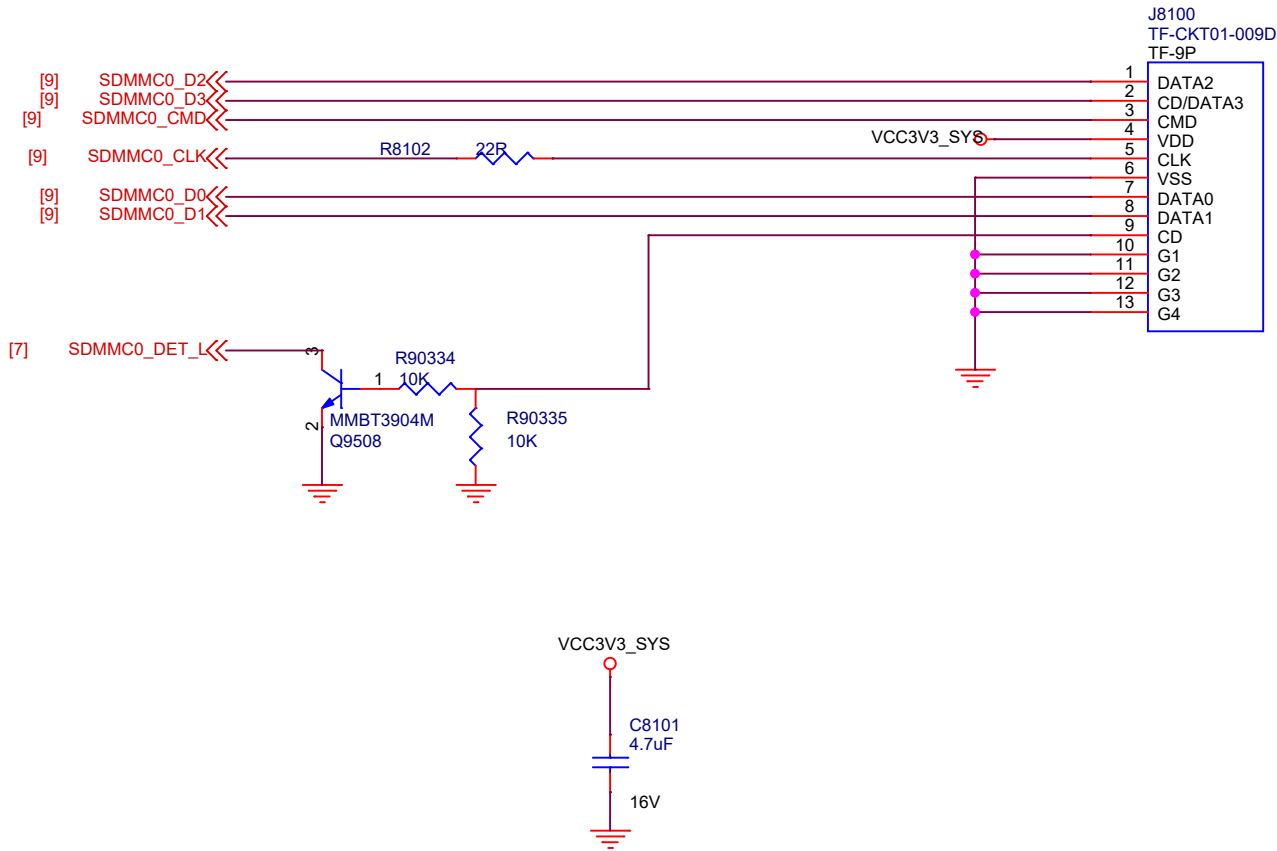 J8100
TF-CKT01-009D
TF-9P
[9] SDMMC0_D2 1 DATA2
[9] SDMMC0_D3 2 CD/DATA3
[9] SDMMC0_CMD 3 CMD
VCC3V3_SYS 4 VDD
[9] SDMMC0_CLK R8102 22R 5 CLK
6 VSS
[9] SDMMC0_D0 7 DATA0
[9] SDMMC0_D1 8 DATA1
9 CD
10 G1
11 G2
12 G3
13 G4
[7] SDMMC0_DET_L 3
R90334
1 10K
2 MMBT3904M
Q9508
R90335
10K
VCC3V3_SYS
C8101
4.7uF
16V